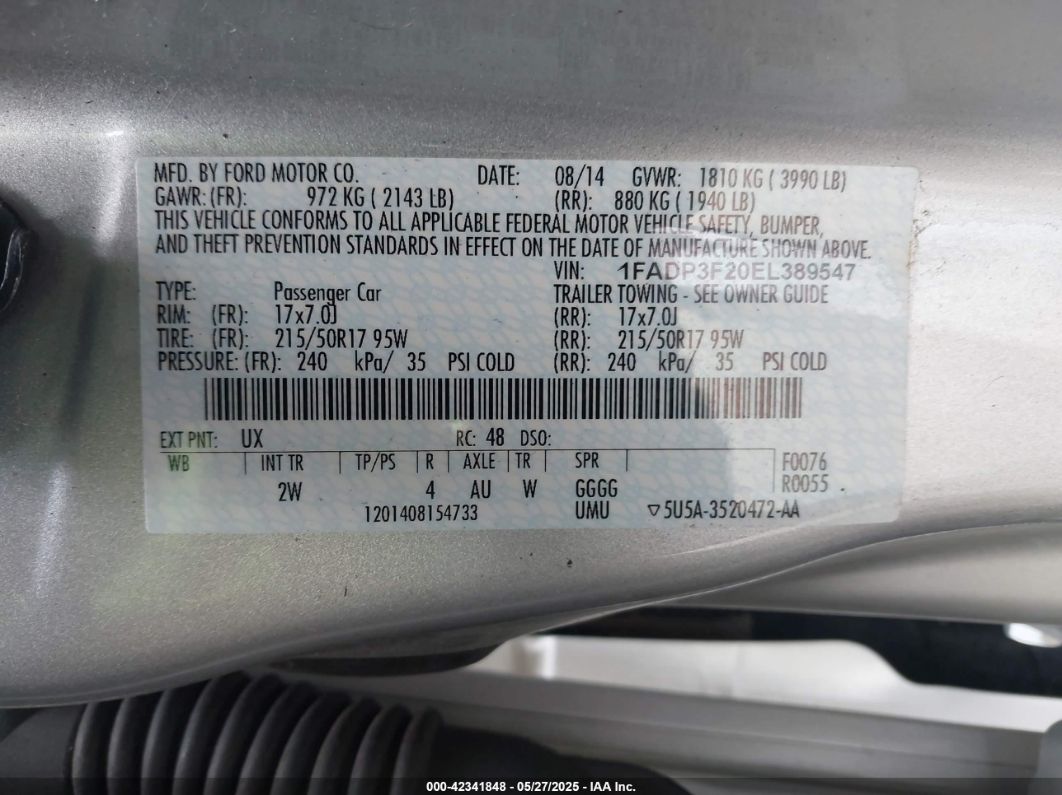 MFD. BY FORD MOTOR CO. DATE: 08/14 GVWR: 1810 KG ( 3990 LB)
GAWR: (FR): 972 KG ( 2143 LB) (RR): 880 KG ( 1940 LB)
THIS VEHICLE CONFORMS TO ALL APPLICABLE FEDERAL MOTOR VEHICLE SAFETY, BUMPER,
AND THEFT PREVENTION STANDARDS IN EFFECT ON THE DATE OF MANUFACTURE SHOWN ABOVE.
VIN: 1FADP3F20EL389547
TYPE: Passenger Car TRAILER TOWING - SEE OWNER GUIDE
RIM: (FR): 17x7.0J (RR): 17x7.0J
TIRE: (FR): 215/50R17 95W (RR): 215/50R17 95W
PRESSURE: (FR): 240 kPa/ 35 PSI COLD (RR): 240 kPa/ 35 PSI COLD
EXT PNT: UX RC: 48 DSO:
WB INT TR TP/PS R AXLE TR SPR F0076
2W 4 AU W GGGG R0055
1201408154733 UMU ▽5U5A-3520472-AA
000-42341848 - 05/27/2025 - IAA Inc.